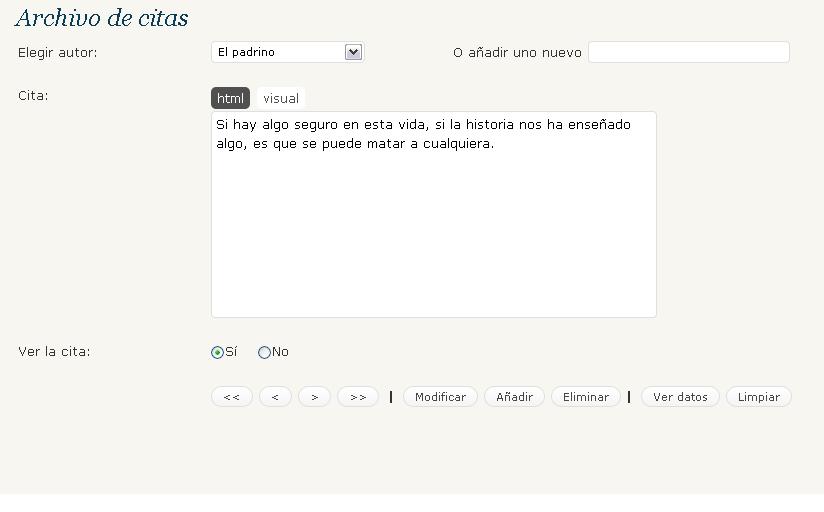 Archivo de citas
Elegir autor: El padrino O añadir uno nuevo
Cita: html visual
Si hay algo seguro en esta vida, si la historia nos ha enseñado
algo, es que se puede matar a cualquiera.
Ver la cita: Sí No
<< < > >> | Modificar Añadir Eliminar | Ver datos Limpiar